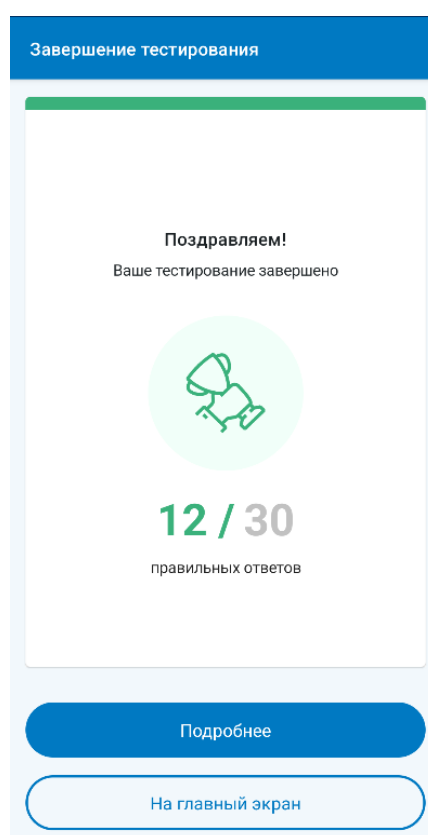 Завершение тестирования
Поздравляем!
Ваше тестирование завершено
12 / 30
правильных ответов
Подробнее
На главный экран